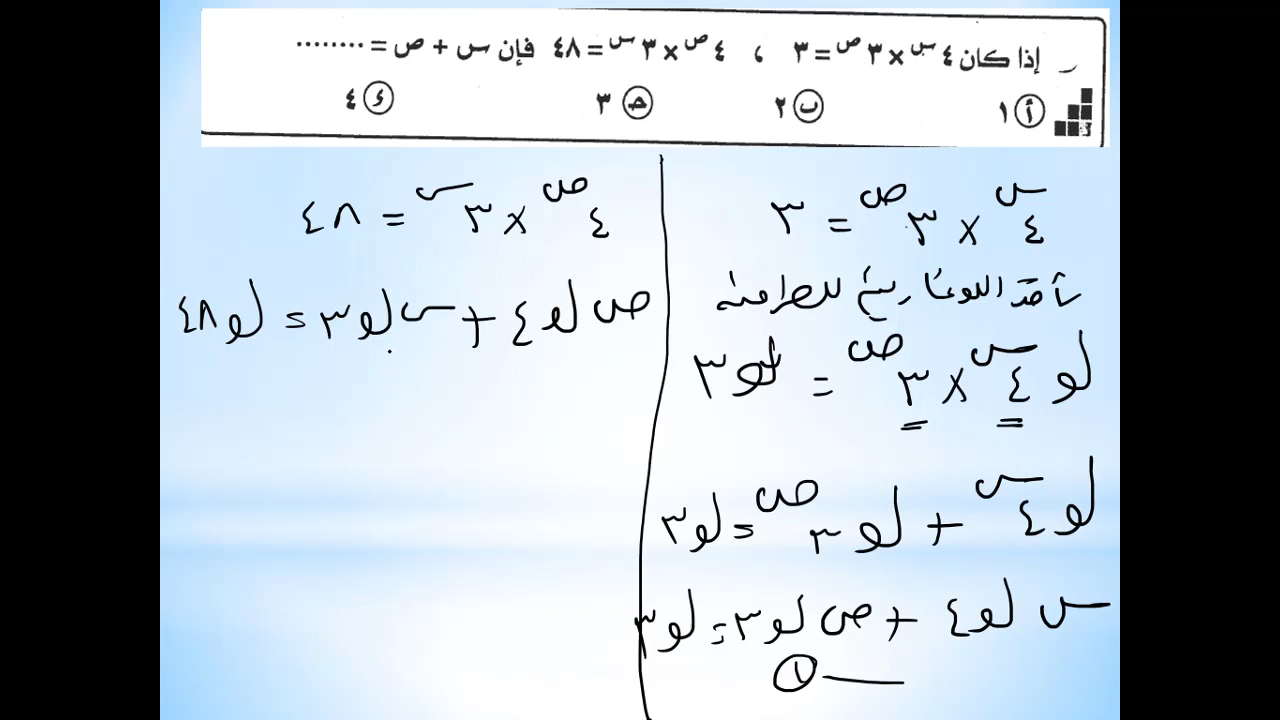 إذا كان ٤^س × ٣^ص = ٣ ، ٤^ص × ٣^س = ٤٨ فإن س + ص = ........
أ ١ ب ٢ ج ٣ د ٤
٤^س × ٣^ص = ٣
نأخذ اللوغاريتم للطرفين
لو ٤^س × ٣^ص = لو ٣
لو ٤^س + لو ٣^ص = لو ٣
س لو ٤ + ص لو ٣ = لو ٣
١
٤^ص × ٣^س = ٤٨
ص لو ٤ + س لو ٣ = لو ٤٨